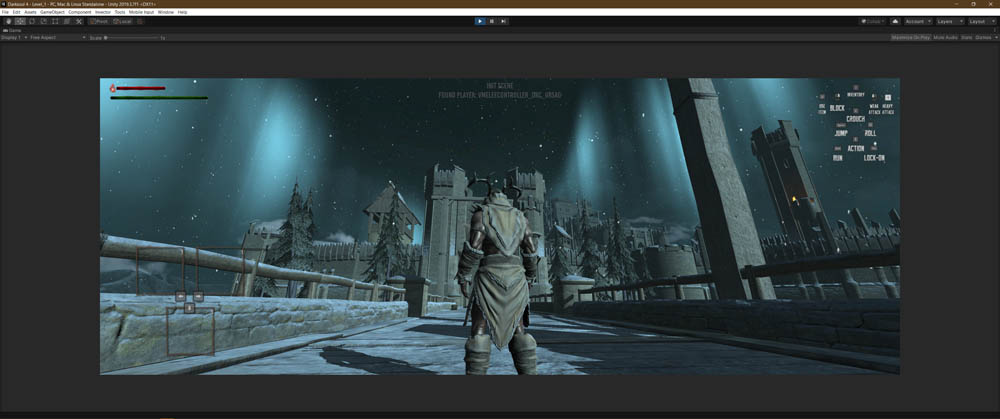 Darksoul 4 - Level_1 - PC, Mac & Linux Standalone - Unity 2019.1.7f1 <DX11>
File Edit Assets GameObject Component Invector Tools Mobile Input Window Help
Pivot Local
Collab Account Layers Layout
Game
Display 1 Free Aspect Scale 1x
Maximize On Play Mute Audio Stats Gizmos
INIT SCENE
FOUND PLAYER: VMELEECONTROLLER_ORC_URSAG
INVENTORY
USE ITEM
BLOCK
WEAK ATTACK
HEAVY ATTACK
CROUCH
JUMP ROLL
ACTION
RUN LOCK-ON